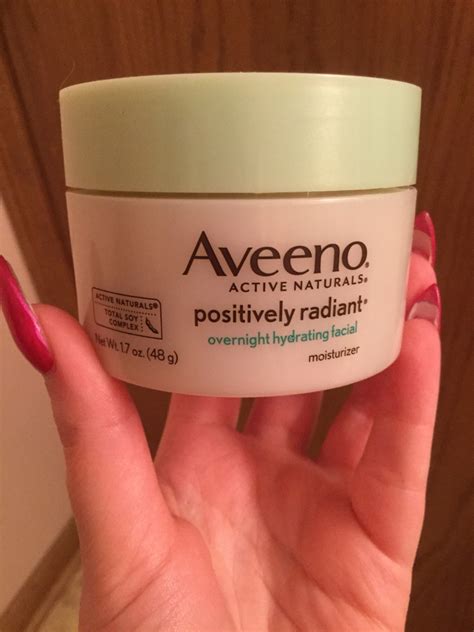 Aveeno®
ACTIVE NATURALS®
positively radiant®
overnight hydrating facial
moisturizer
ACTIVE NATURALS®
TOTAL SOY
COMPLEX
Net Wt. 1.7 oz. (48 g)